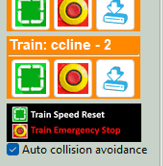 Train: ccline - 2
Train Speed Reset
Train Emergency Stop
Auto collision avoidance